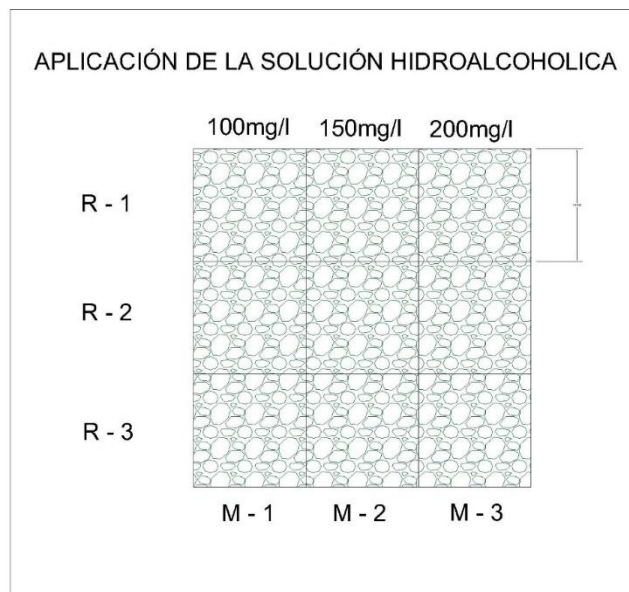 APLICACIÓN DE LA SOLUCIÓN HIDROALCOHOLICA
100mg/l 150mg/l 200mg/l
R - 1
R - 2
R - 3
M - 1 M - 2 M - 3